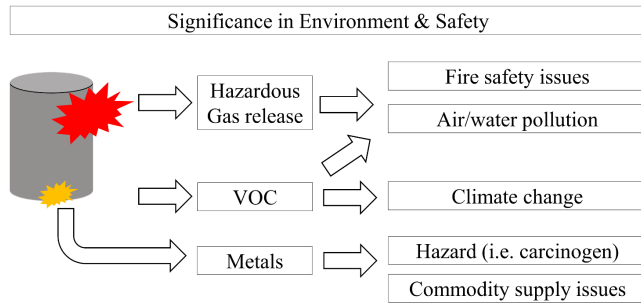 Significance in Environment & Safety
Hazardous
Gas release
Fire safety issues
Air/water pollution
VOC
Climate change
Metals
Hazard (i.e. carcinogen)
Commodity supply issues